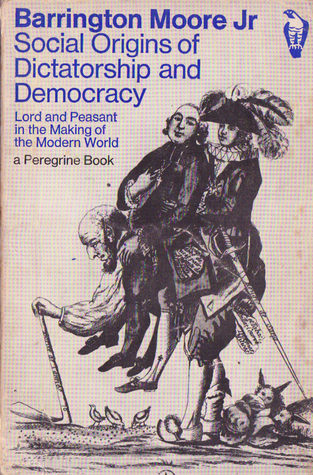 Barrington Moore Jr
Social Origins of
Dictatorship and
Democracy
Lord and Peasant
in the Making of
the Modern World
a Peregrine Book